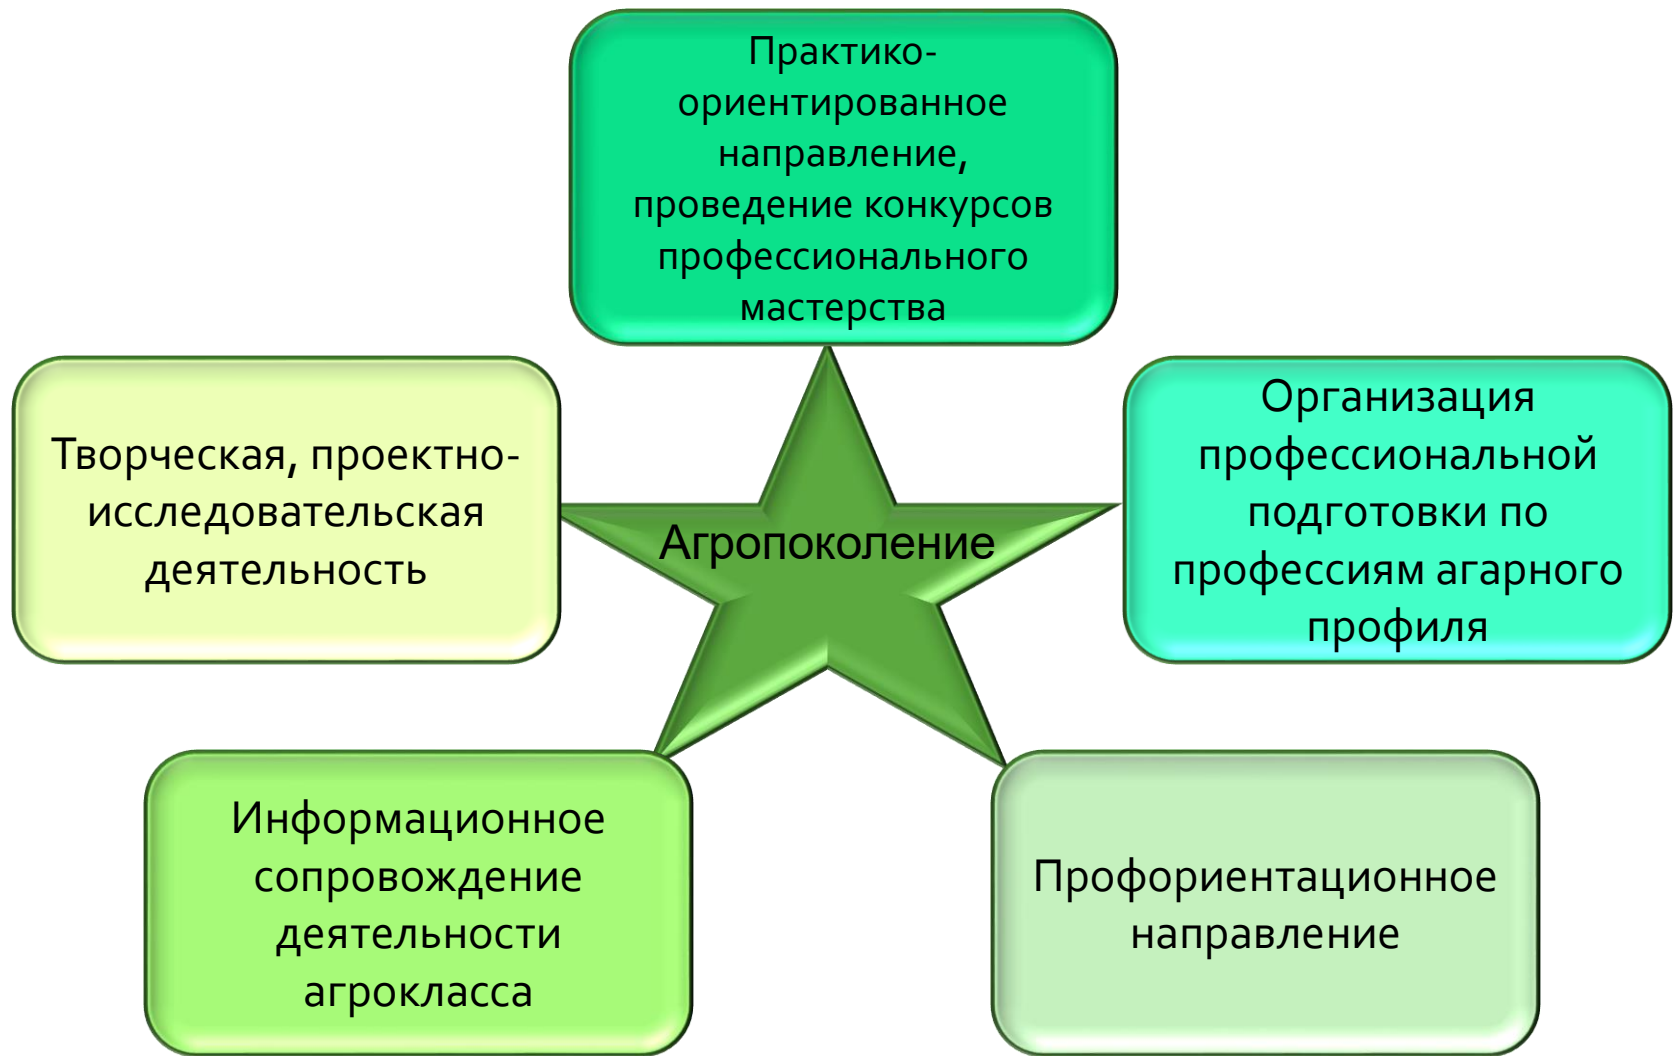 Практико-
ориентированное
направление,
проведение конкурсов
профессионального
мастерства
Творческая, проектно-
исследовательская
деятельность
Агропоколение
Организация
профессиональной
подготовки по
профессиям агарного
профиля
Информационное
сопровождение
деятельности
агрокласса
Профориентационное
направление